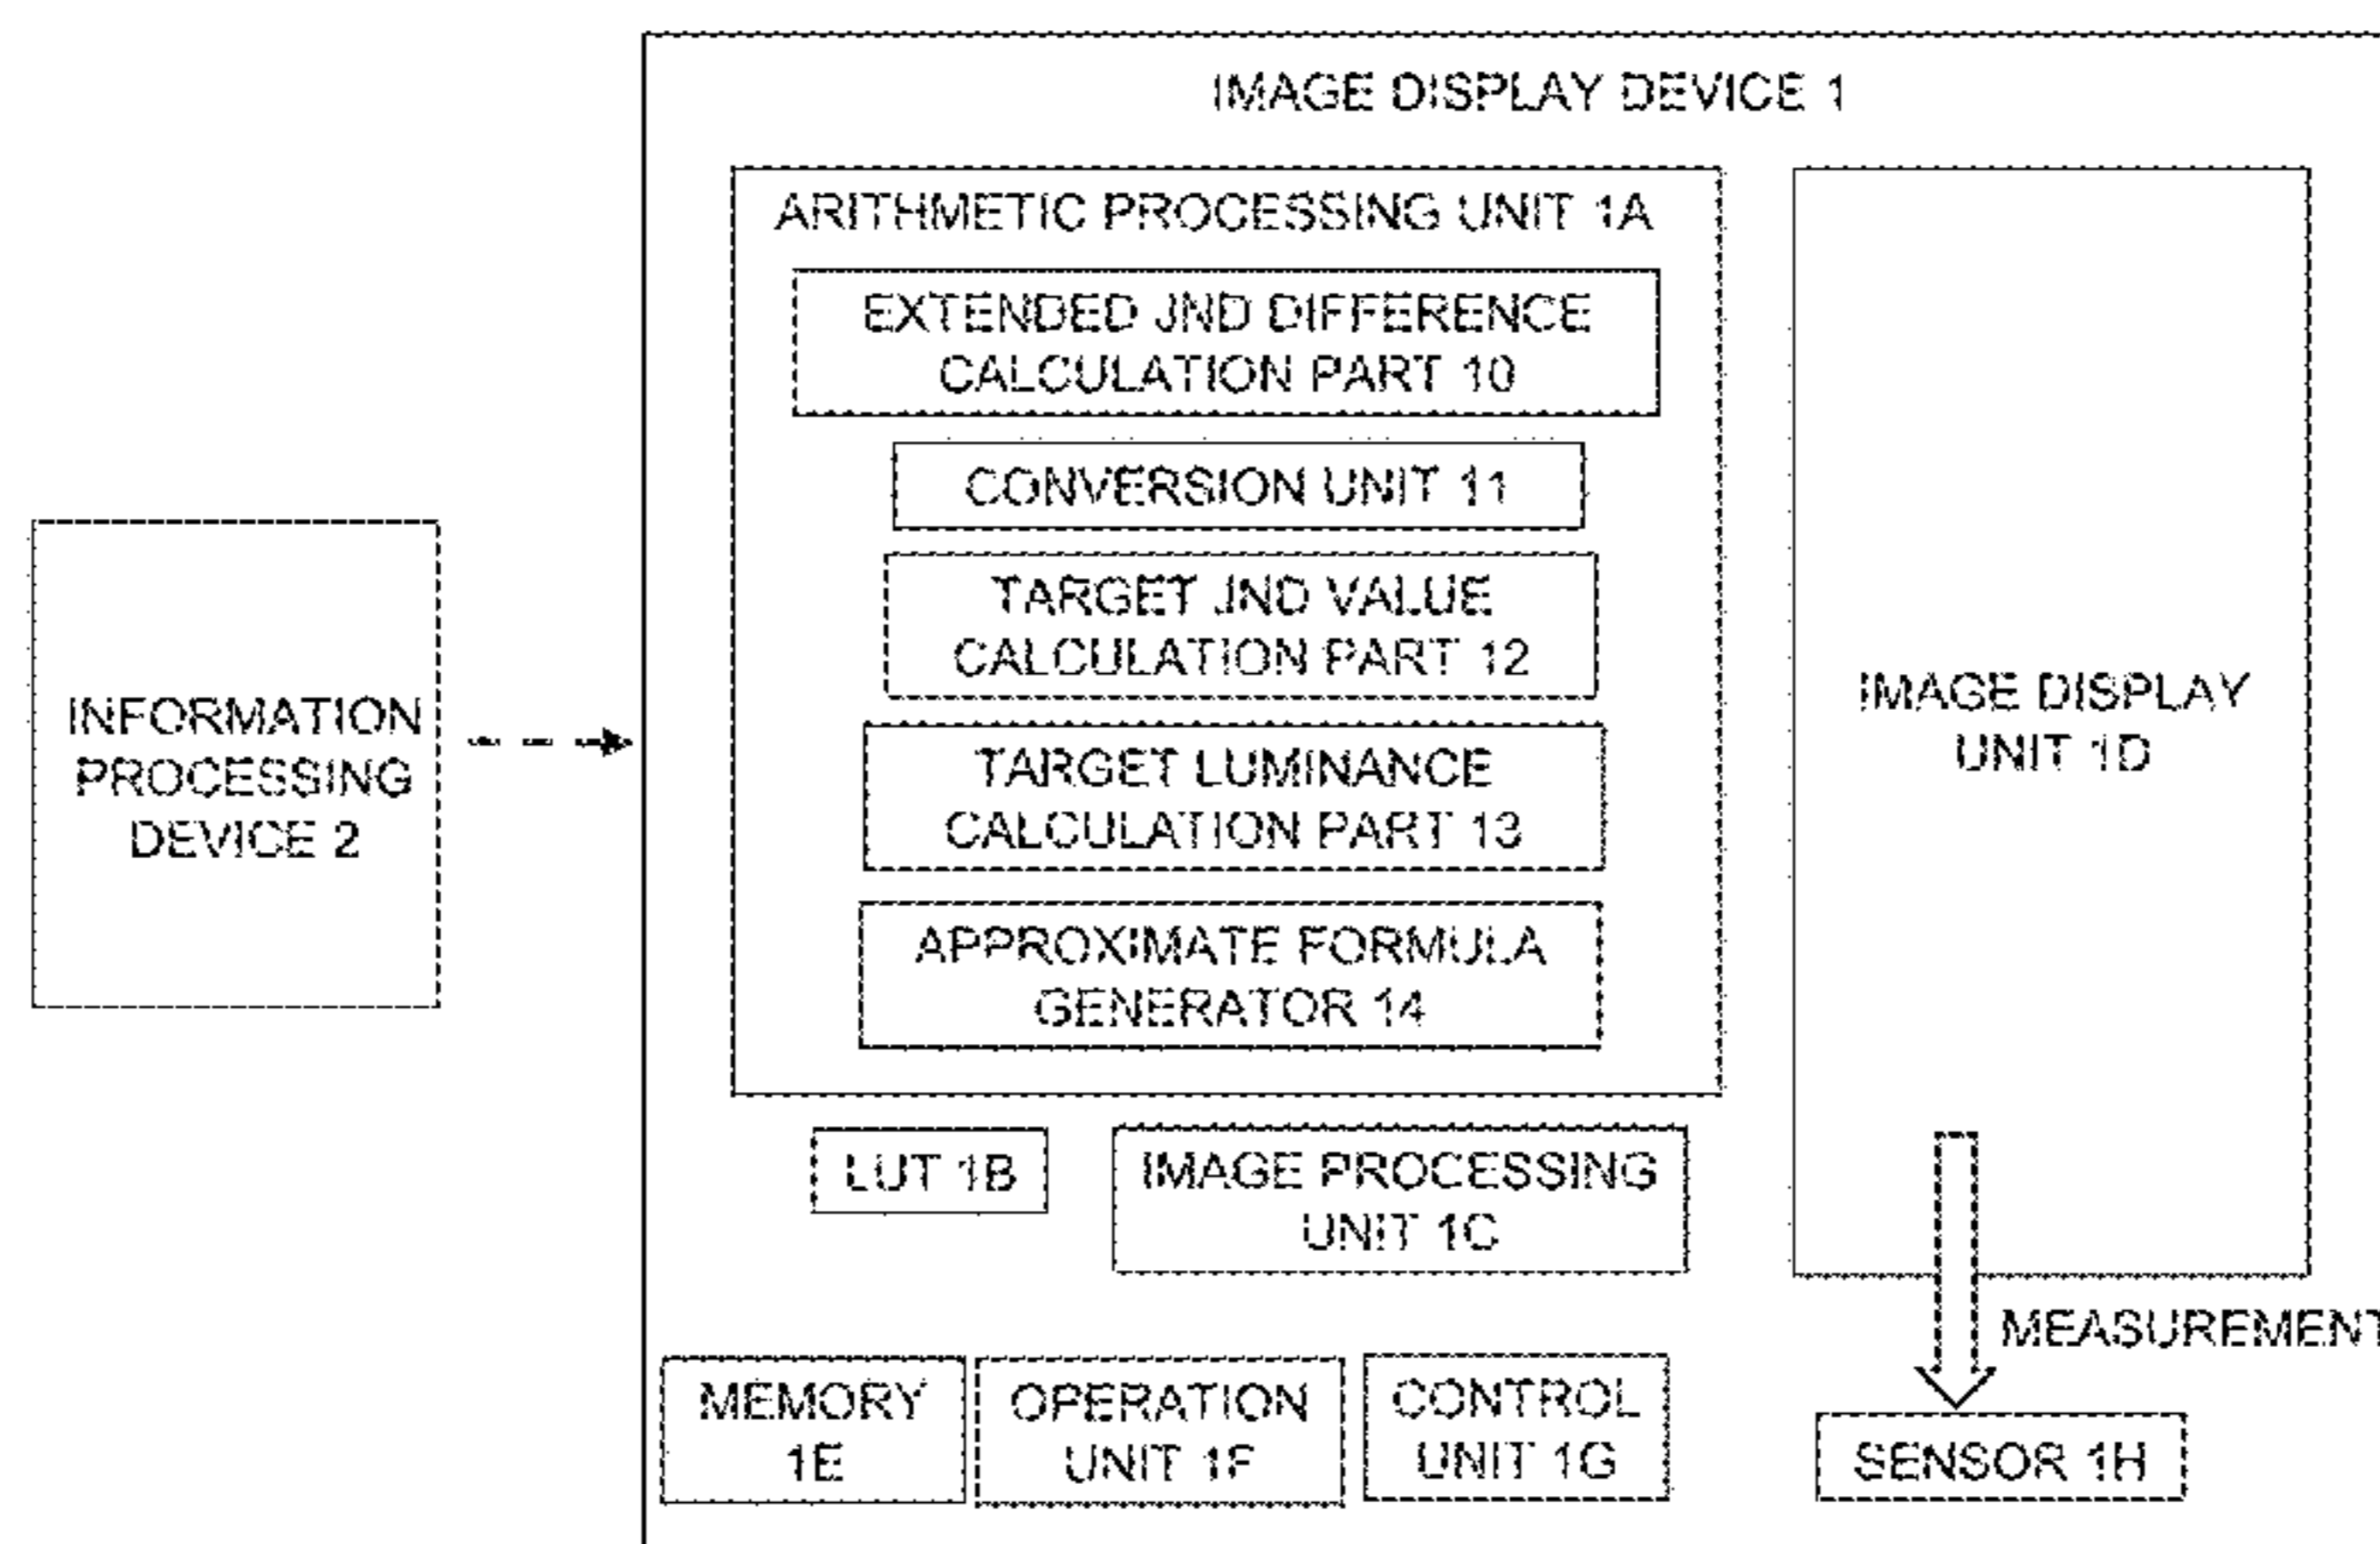 IMAGE DISPLAY DEVICE 1
ARITHMETIC PROCESSING UNIT 1A
EXTENDED JND DIFFERENCE
CALCULATION PART 10
CONVERSION UNIT 11
TARGET JND VALUE
CALCULATION PART 12
TARGET LUMINANCE
CALCULATION PART 13
APPROXIMATE FORMULA
GENERATOR 14
INFORMATION
PROCESSING
DEVICE 2
IMAGE DISPLAY
UNIT 1D
LUT 1B
IMAGE PROCESSING
UNIT 1C
MEASUREMENT
MEMORY
1E
OPERATION
UNIT 1F
CONTROL
UNIT 1G
SENSOR 1H